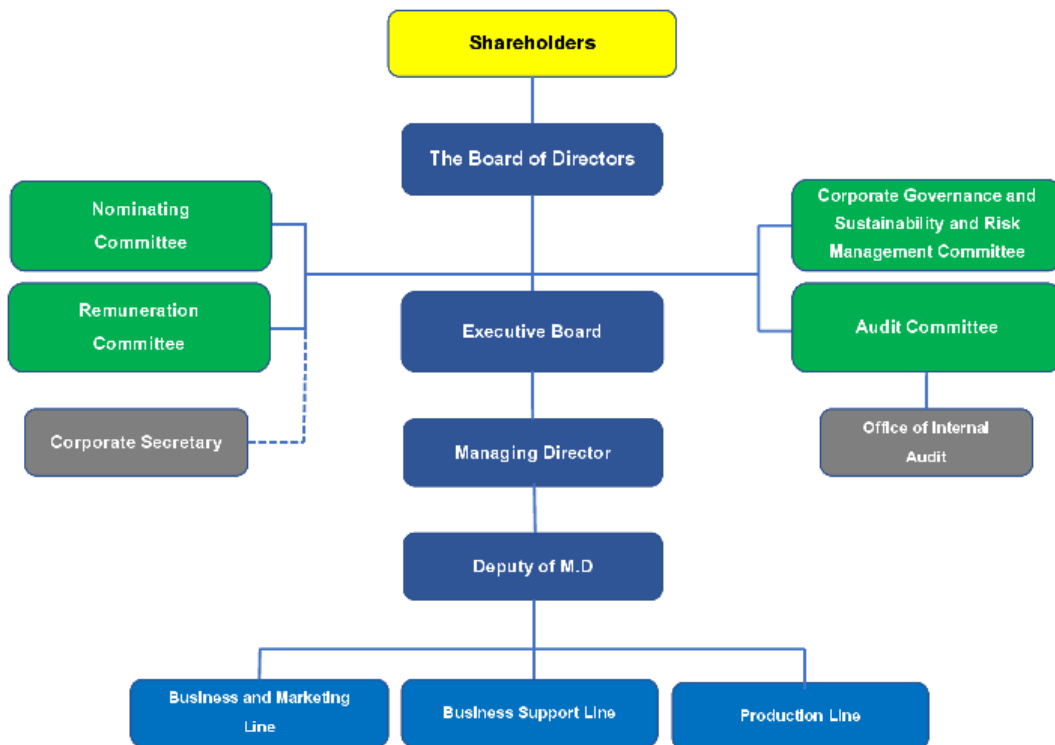 Shareholders
The Board of Directors
Nominating
Committee
Corporate Governance and
Sustainability and Risk
Management Committee
Remuneration
Committee
Executive Board
Audit Committee
Corporate Secretary
Managing Director
Office of Internal
Audit
Deputy of M.D
Business and Marketing
Line
Business Support Line
Production Line